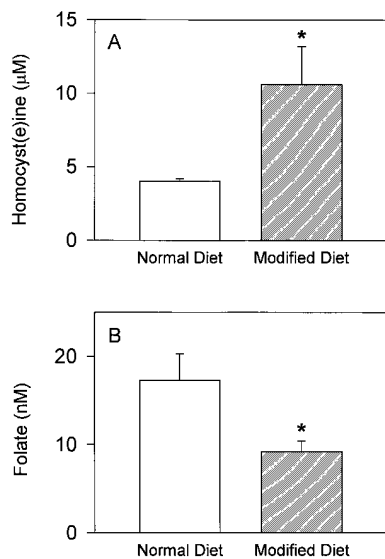 A
Homocyst(e)ine (μM)
15
10
5
0
*
Normal Diet
Modified Diet
B
Folate (nM)
20
10
0
*
Normal Diet
Modified Diet